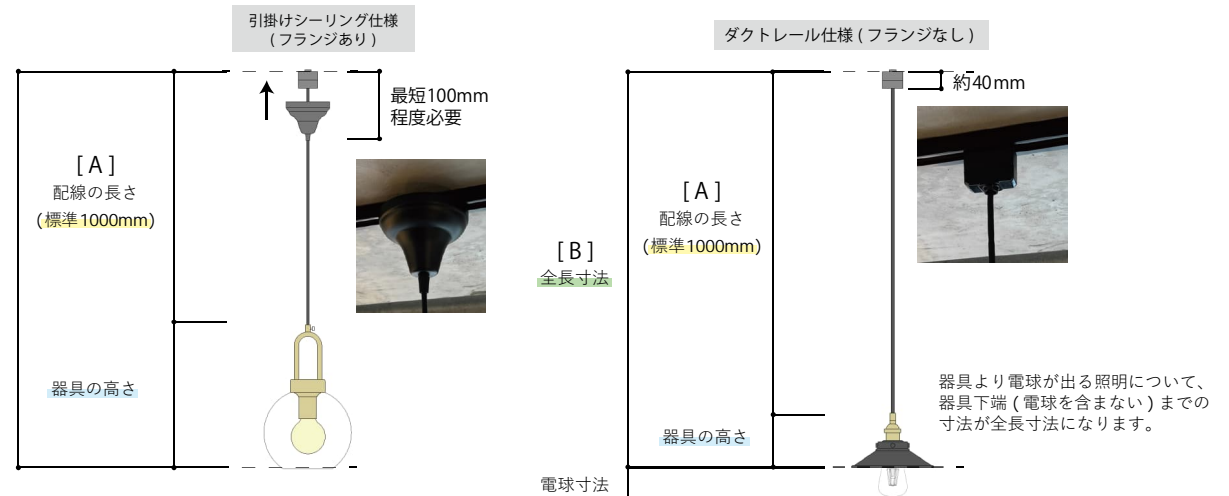 引掛けシーリング仕様
( フランジあり )
最短100mm
程度必要
[ A ]
配線の長さ
(標準1000mm)
器具の高さ
ダクトレール仕様 ( フランジなし )
約40mm
[ B ]
全長寸法
[ A ]
配線の長さ
(標準1000mm)
器具の高さ
電球寸法
器具より電球が出る照明について、
器具下端 ( 電球を含まない ) までの
寸法が全長寸法になります。